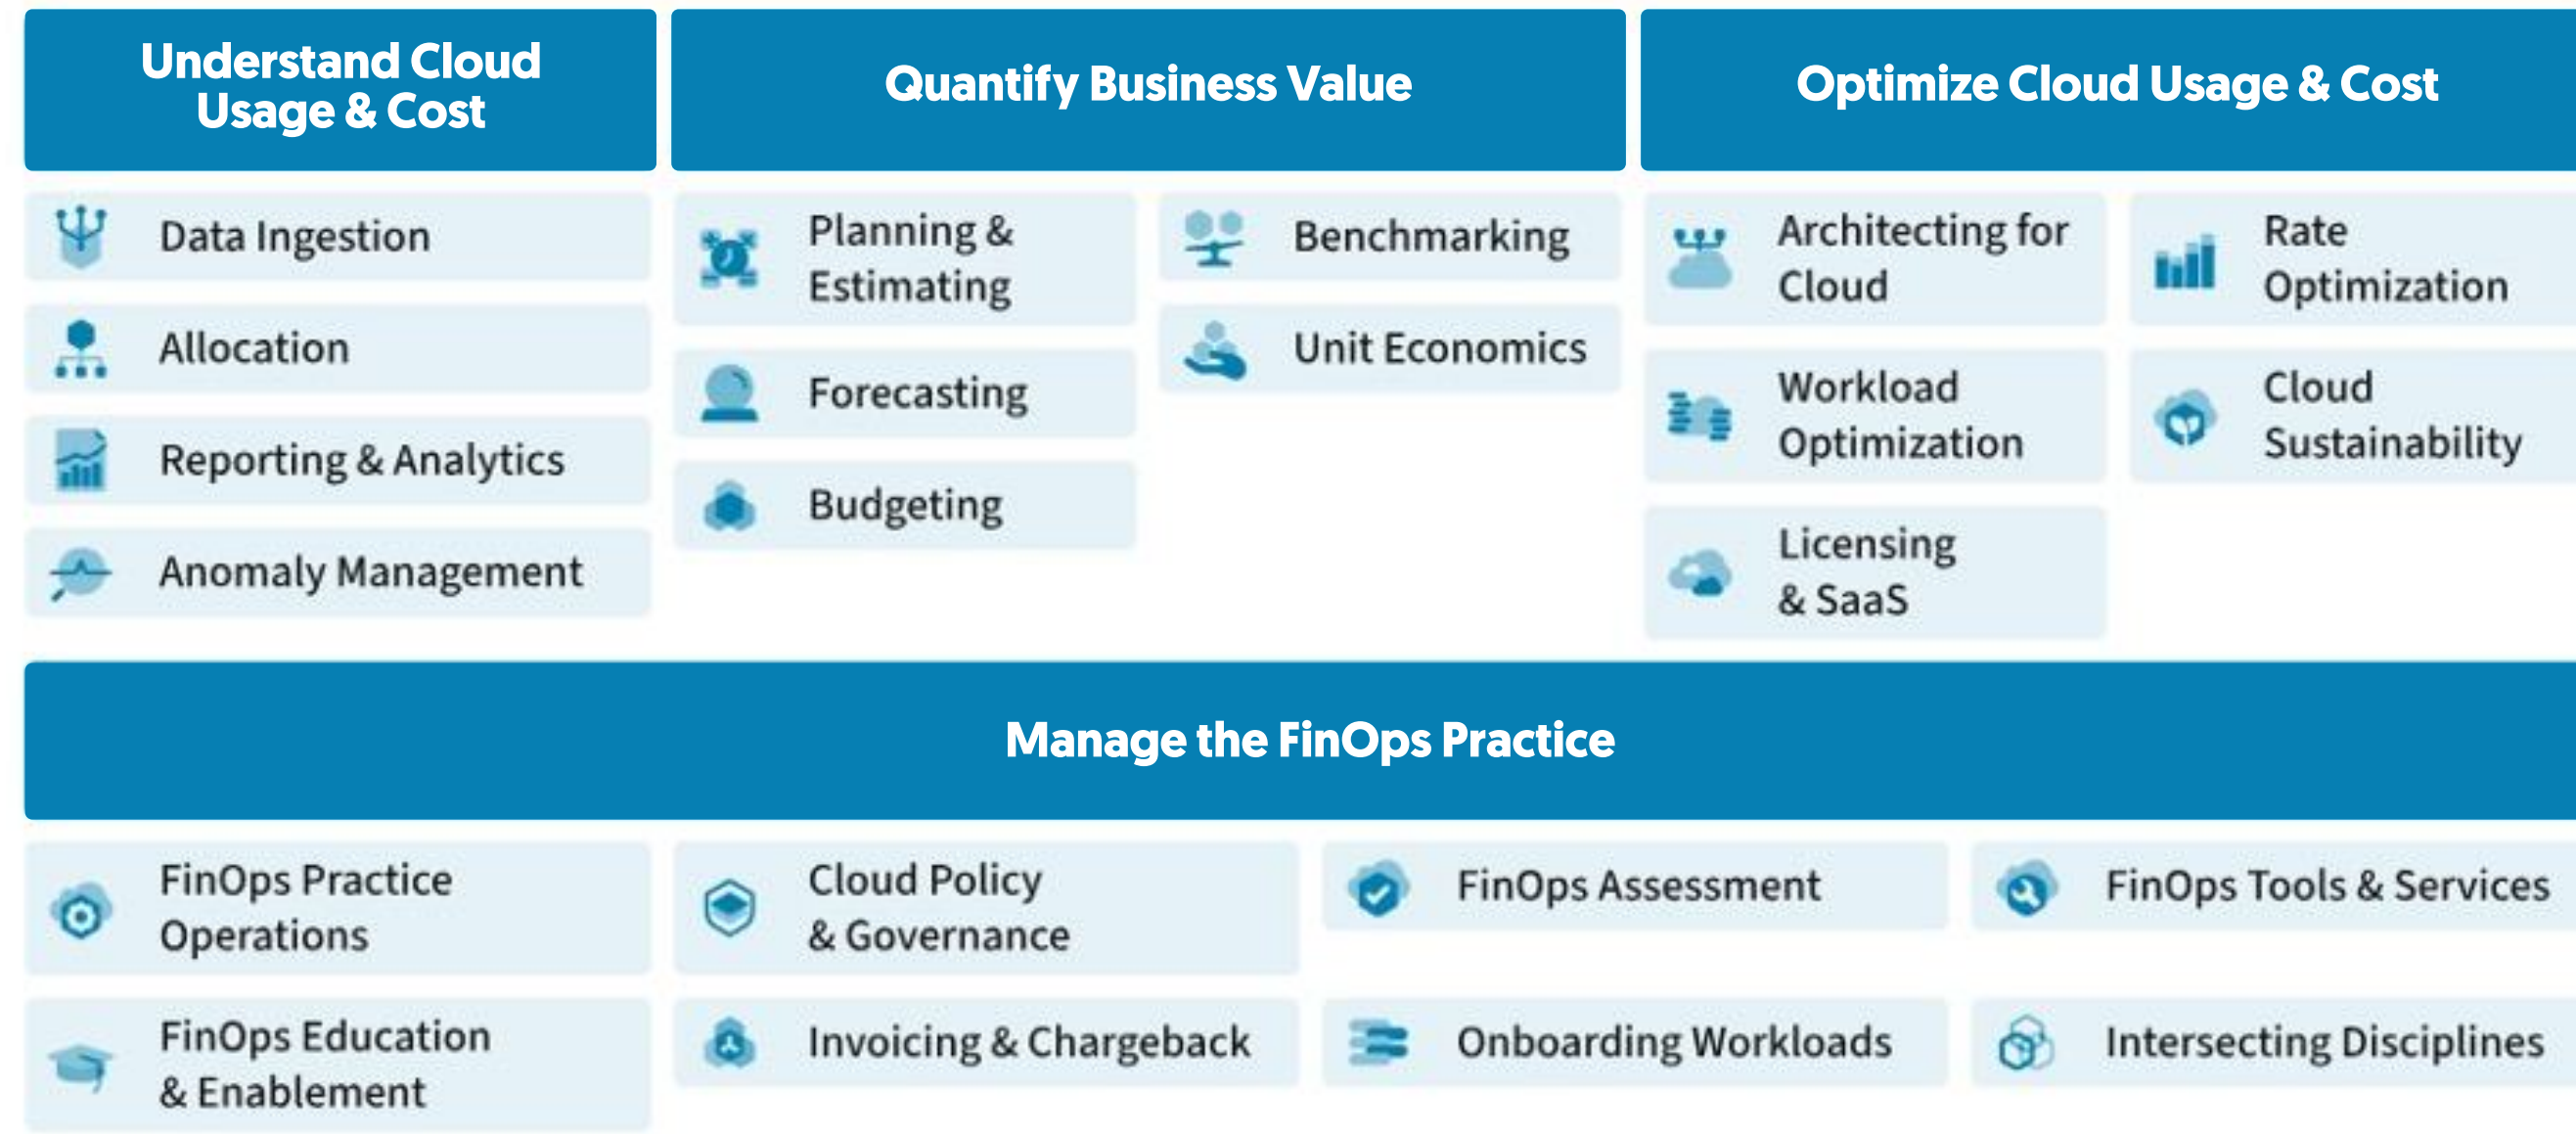 Understand Cloud
Usage & Cost
Quantify Business Value
Optimize Cloud Usage & Cost
Data Ingestion
Allocation
Reporting & Analytics
Anomaly Management
Planning &
Estimating
Forecasting
Budgeting
Benchmarking
Unit Economics
Architecting for
Cloud
Workload
Optimization
Licensing
& SaaS
Rate
Optimization
Cloud
Sustainability
Manage the FinOps Practice
FinOps Practice
Operations
Cloud Policy
& Governance
FinOps Assessment
FinOps Tools & Services
FinOps Education
& Enablement
Invoicing & Chargeback
Onboarding Workloads
Intersecting Disciplines